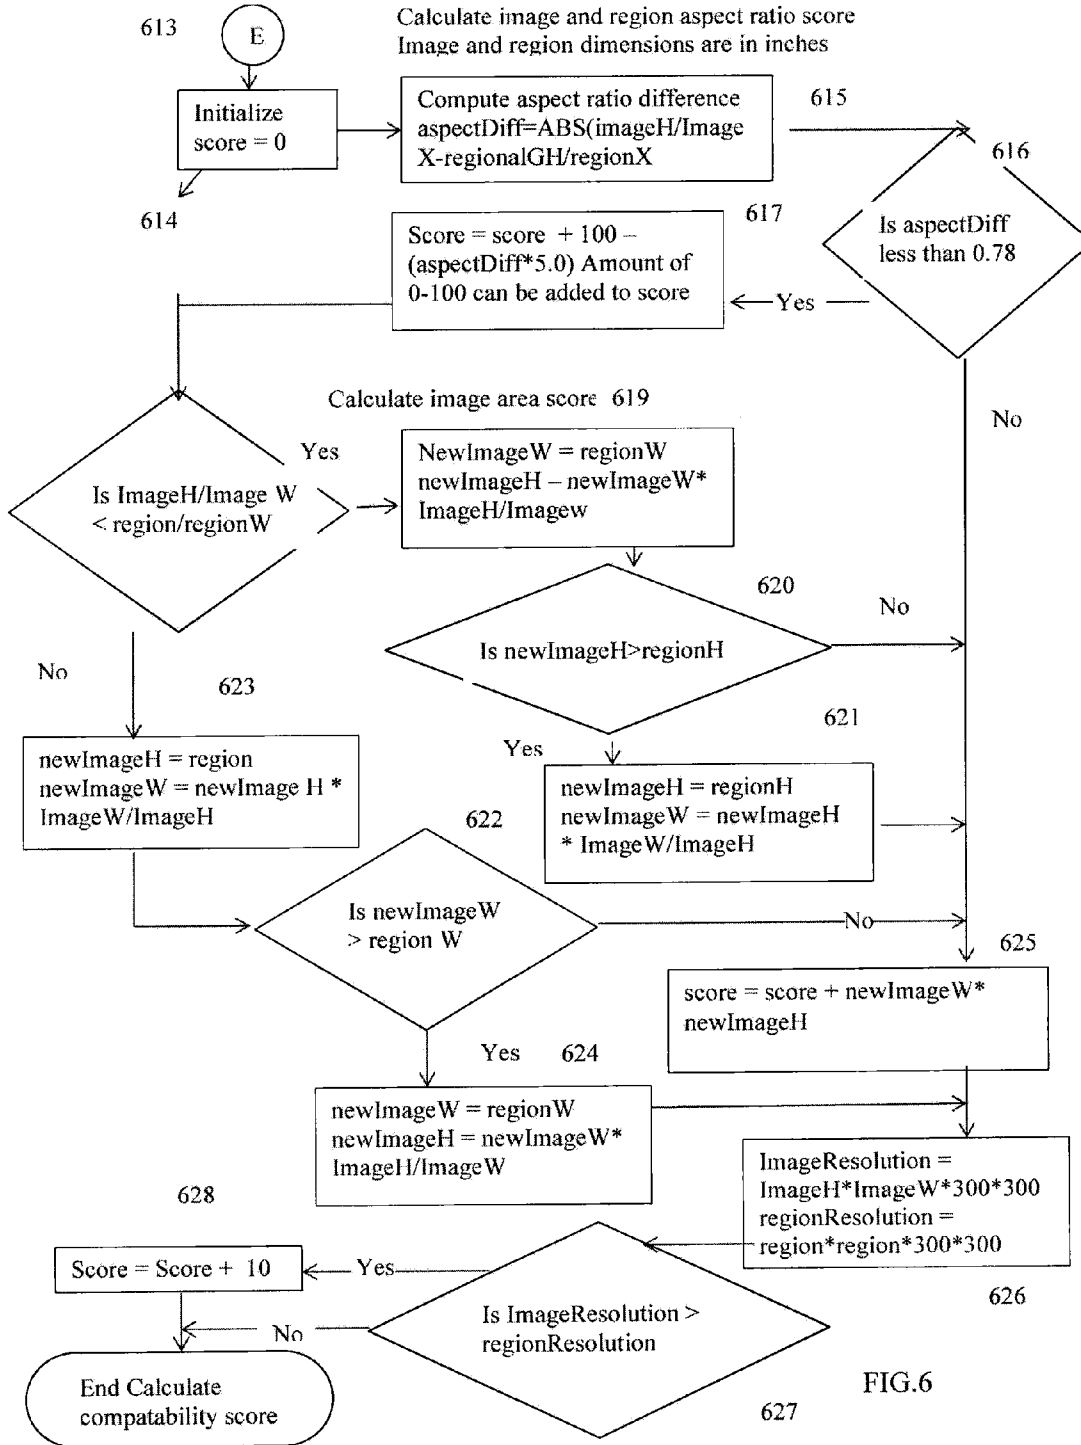 613
E
Calculate image and region aspect ratio score
Image and region dimensions are in inches
Initialize
score = 0
Compute aspect ratio difference
aspectDiff=ABS(imageH/Image
X-regionalGH/regionX
615
616
614
Is aspectDiff
less than 0.78
617
Score = score + 100 –
(aspectDiff*5.0) Amount of
0-100 can be added to score
Yes
No
Calculate image area score 619
Yes
Is ImageH/Image W
< region/regionW
NewImageW = regionW
newImageH – newImageW*
ImageH/Imagew
620
No
Is newImageH>regionH
No
623
621
Yes
newImageH = region
newImageW = newImage H *
ImageW/ImageH
newImageH = regionH
newImageW = newImageH
* ImageW/ImageH
622
Is newImageW
> region W
No
625
score = score + newImageW*
newImageH
Yes
624
newImageW = regionW
newImageH = newImageW*
ImageH/ImageW
ImageResolution =
ImageH*ImageW*300*300
regionResolution =
region*region*300*300
628
Score = Score + 10
Yes
626
Is ImageResolution >
regionResolution
No
End Calculate
compatability score
FIG.6
627